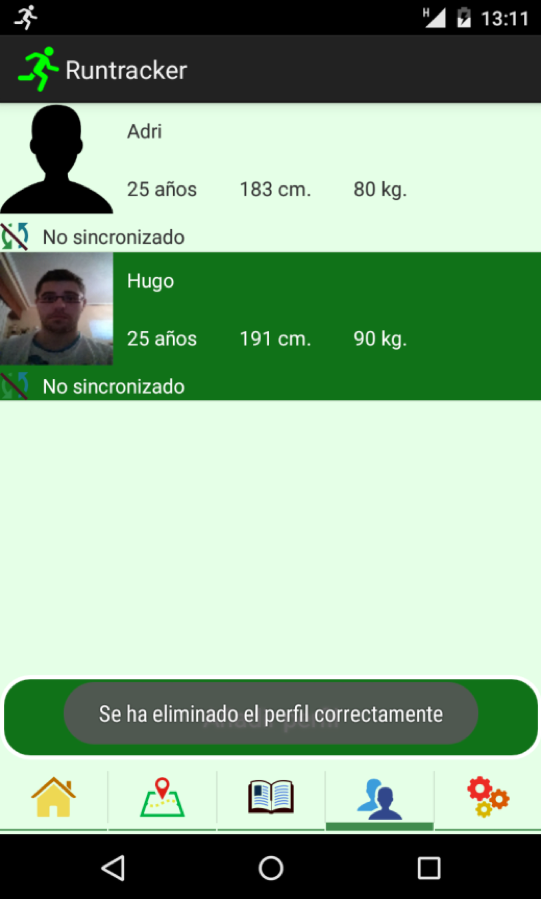 H 13:11
Runtracker
Adri
25 años 183 cm. 80 kg.
No sincronizado
Hugo
25 años 191 cm. 90 kg.
No sincronizado
Se ha eliminado el perfil correctamente